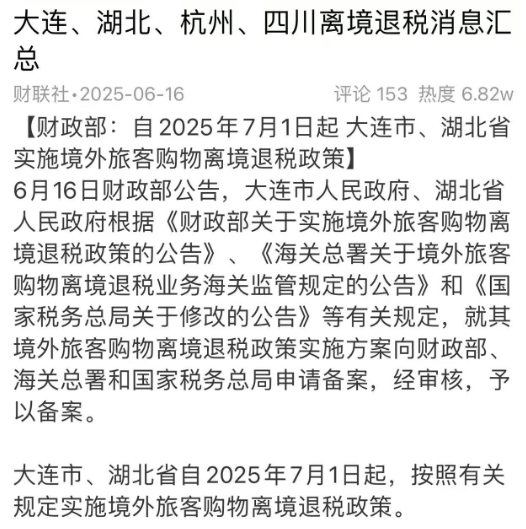 大连、湖北、杭州、四川离境退税消息汇
总
财联社•2025-06-16 评论 153 热度 6.82w
【财政部：自2025年7月1日起 大连市、湖北省
实施境外旅客购物离境退税政策】
6月16日财政部公告，大连市人民政府、湖北省
人民政府根据《财政部关于实施境外旅客购物离
境退税政策的公告》、《海关总署关于境外旅客
购物离境退税业务海关监管规定的公告》和《国
家税务总局关于修改的公告》等有关规定，就其
境外旅客购物离境退税政策实施方案向财政部、
海关总署和国家税务总局申请备案，经审核，予
以备案。
大连市、湖北省自2025年7月1日起，按照有关
规定实施境外旅客购物离境退税政策。